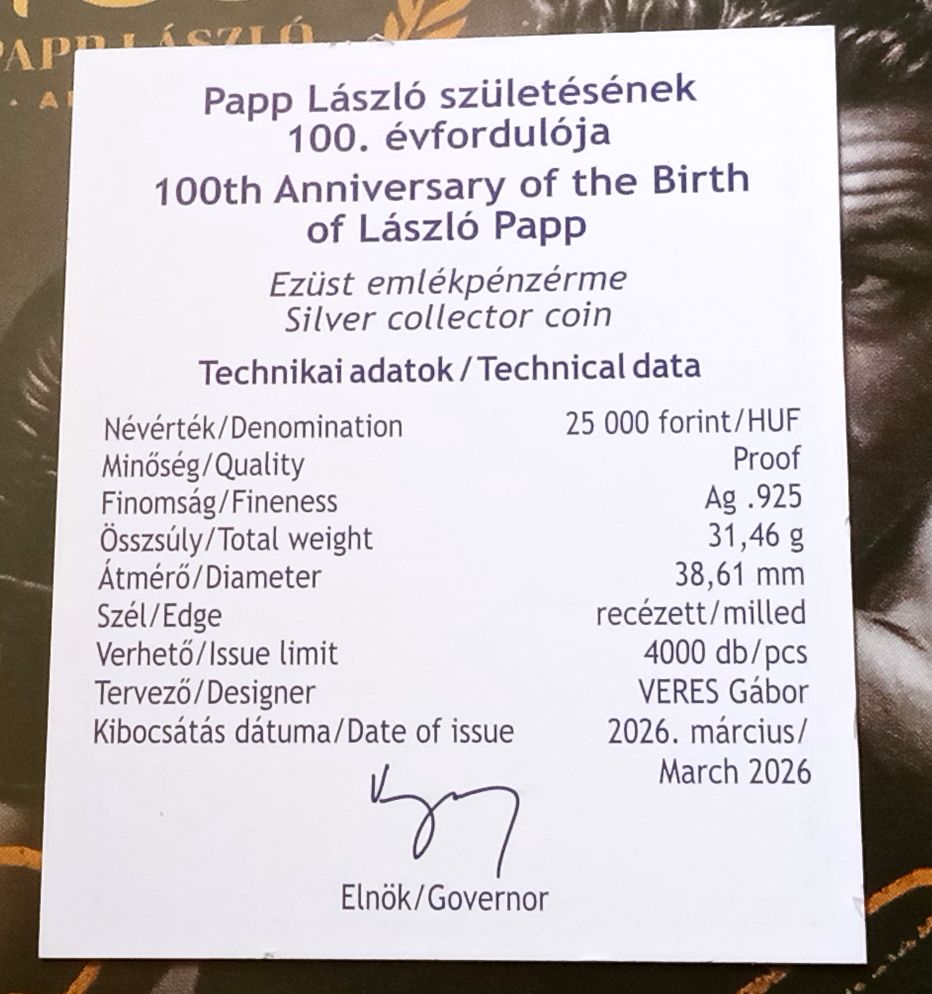 PAPP LÁSZLÓ
Papp László születésének
100. évfordulója
100th Anniversary of the Birth
of László Papp
Ezüst emlékpénzérme
Silver collector coin
Technikai adatok/Technical data
Névérték/Denomination 25 000 forint/HUF
Minőség/Quality Proof
Finomság/Fineness Ag .925
Összsúly/Total weight 31,46 g
Átmérő/Diameter 38,61 mm
Szél/Edge recézett/milled
Verhető/Issue limit 4000 db/pcs
Tervező/Designer VERES Gábor
Kibocsátás dátuma/Date of issue 2026. március/
March 2026
Elnök/Governor